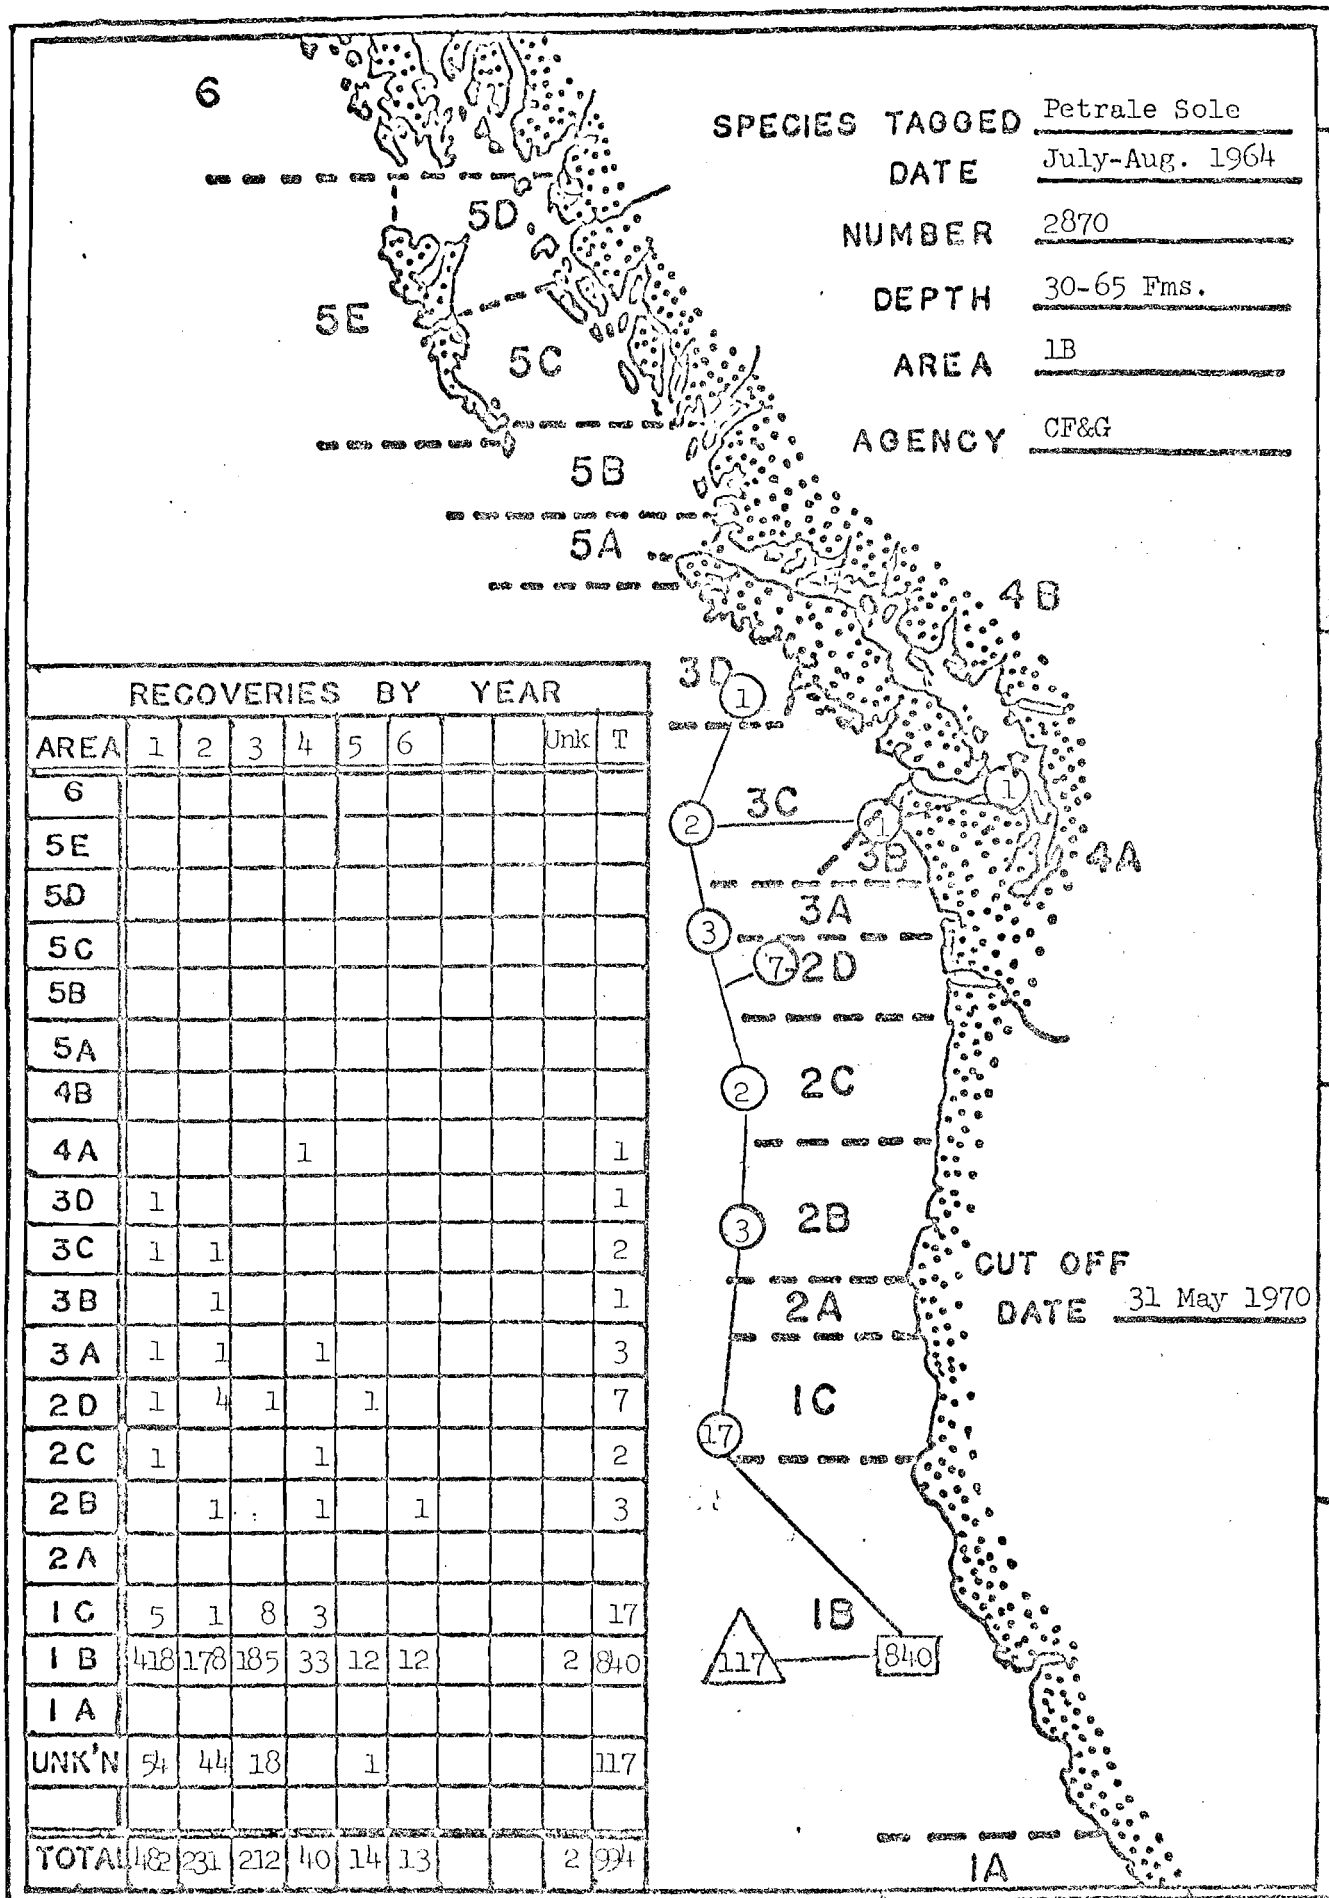 6
SPECIES TAGGED Petrale Sole
DATE July-Aug. 1964
5D
NUMBER 2870
DEPTH 30-65 Fms.
5E
5C
AREA 1B
AGENCY CF&G
5B
5A
4B
3D
1
3C
2
1
1
3B
4A
3A
3
7
2D
2C
2
2B
3
CUT OFF
DATE 31 May 1970
2A
1C
17
1B
117
840
1A
RECOVERIES BY YEAR
AREA 1 2 3 4 5 6 Unk T
6
5E
5D
5C
5B
5A
4B
4A 1 1
3D 1 1
3C 1 1 2
3B 1 1
3A 1 1 1 3
2D 1 4 1 1 7
2C 1 1 2
2B 1 1 1 3
2A
1C 5 1 8 3 17
1B 418 178 185 33 12 12 2 840
1A
UNK'N 54 44 18 1 117
TOTAL 482 231 212 40 14 13 2 994